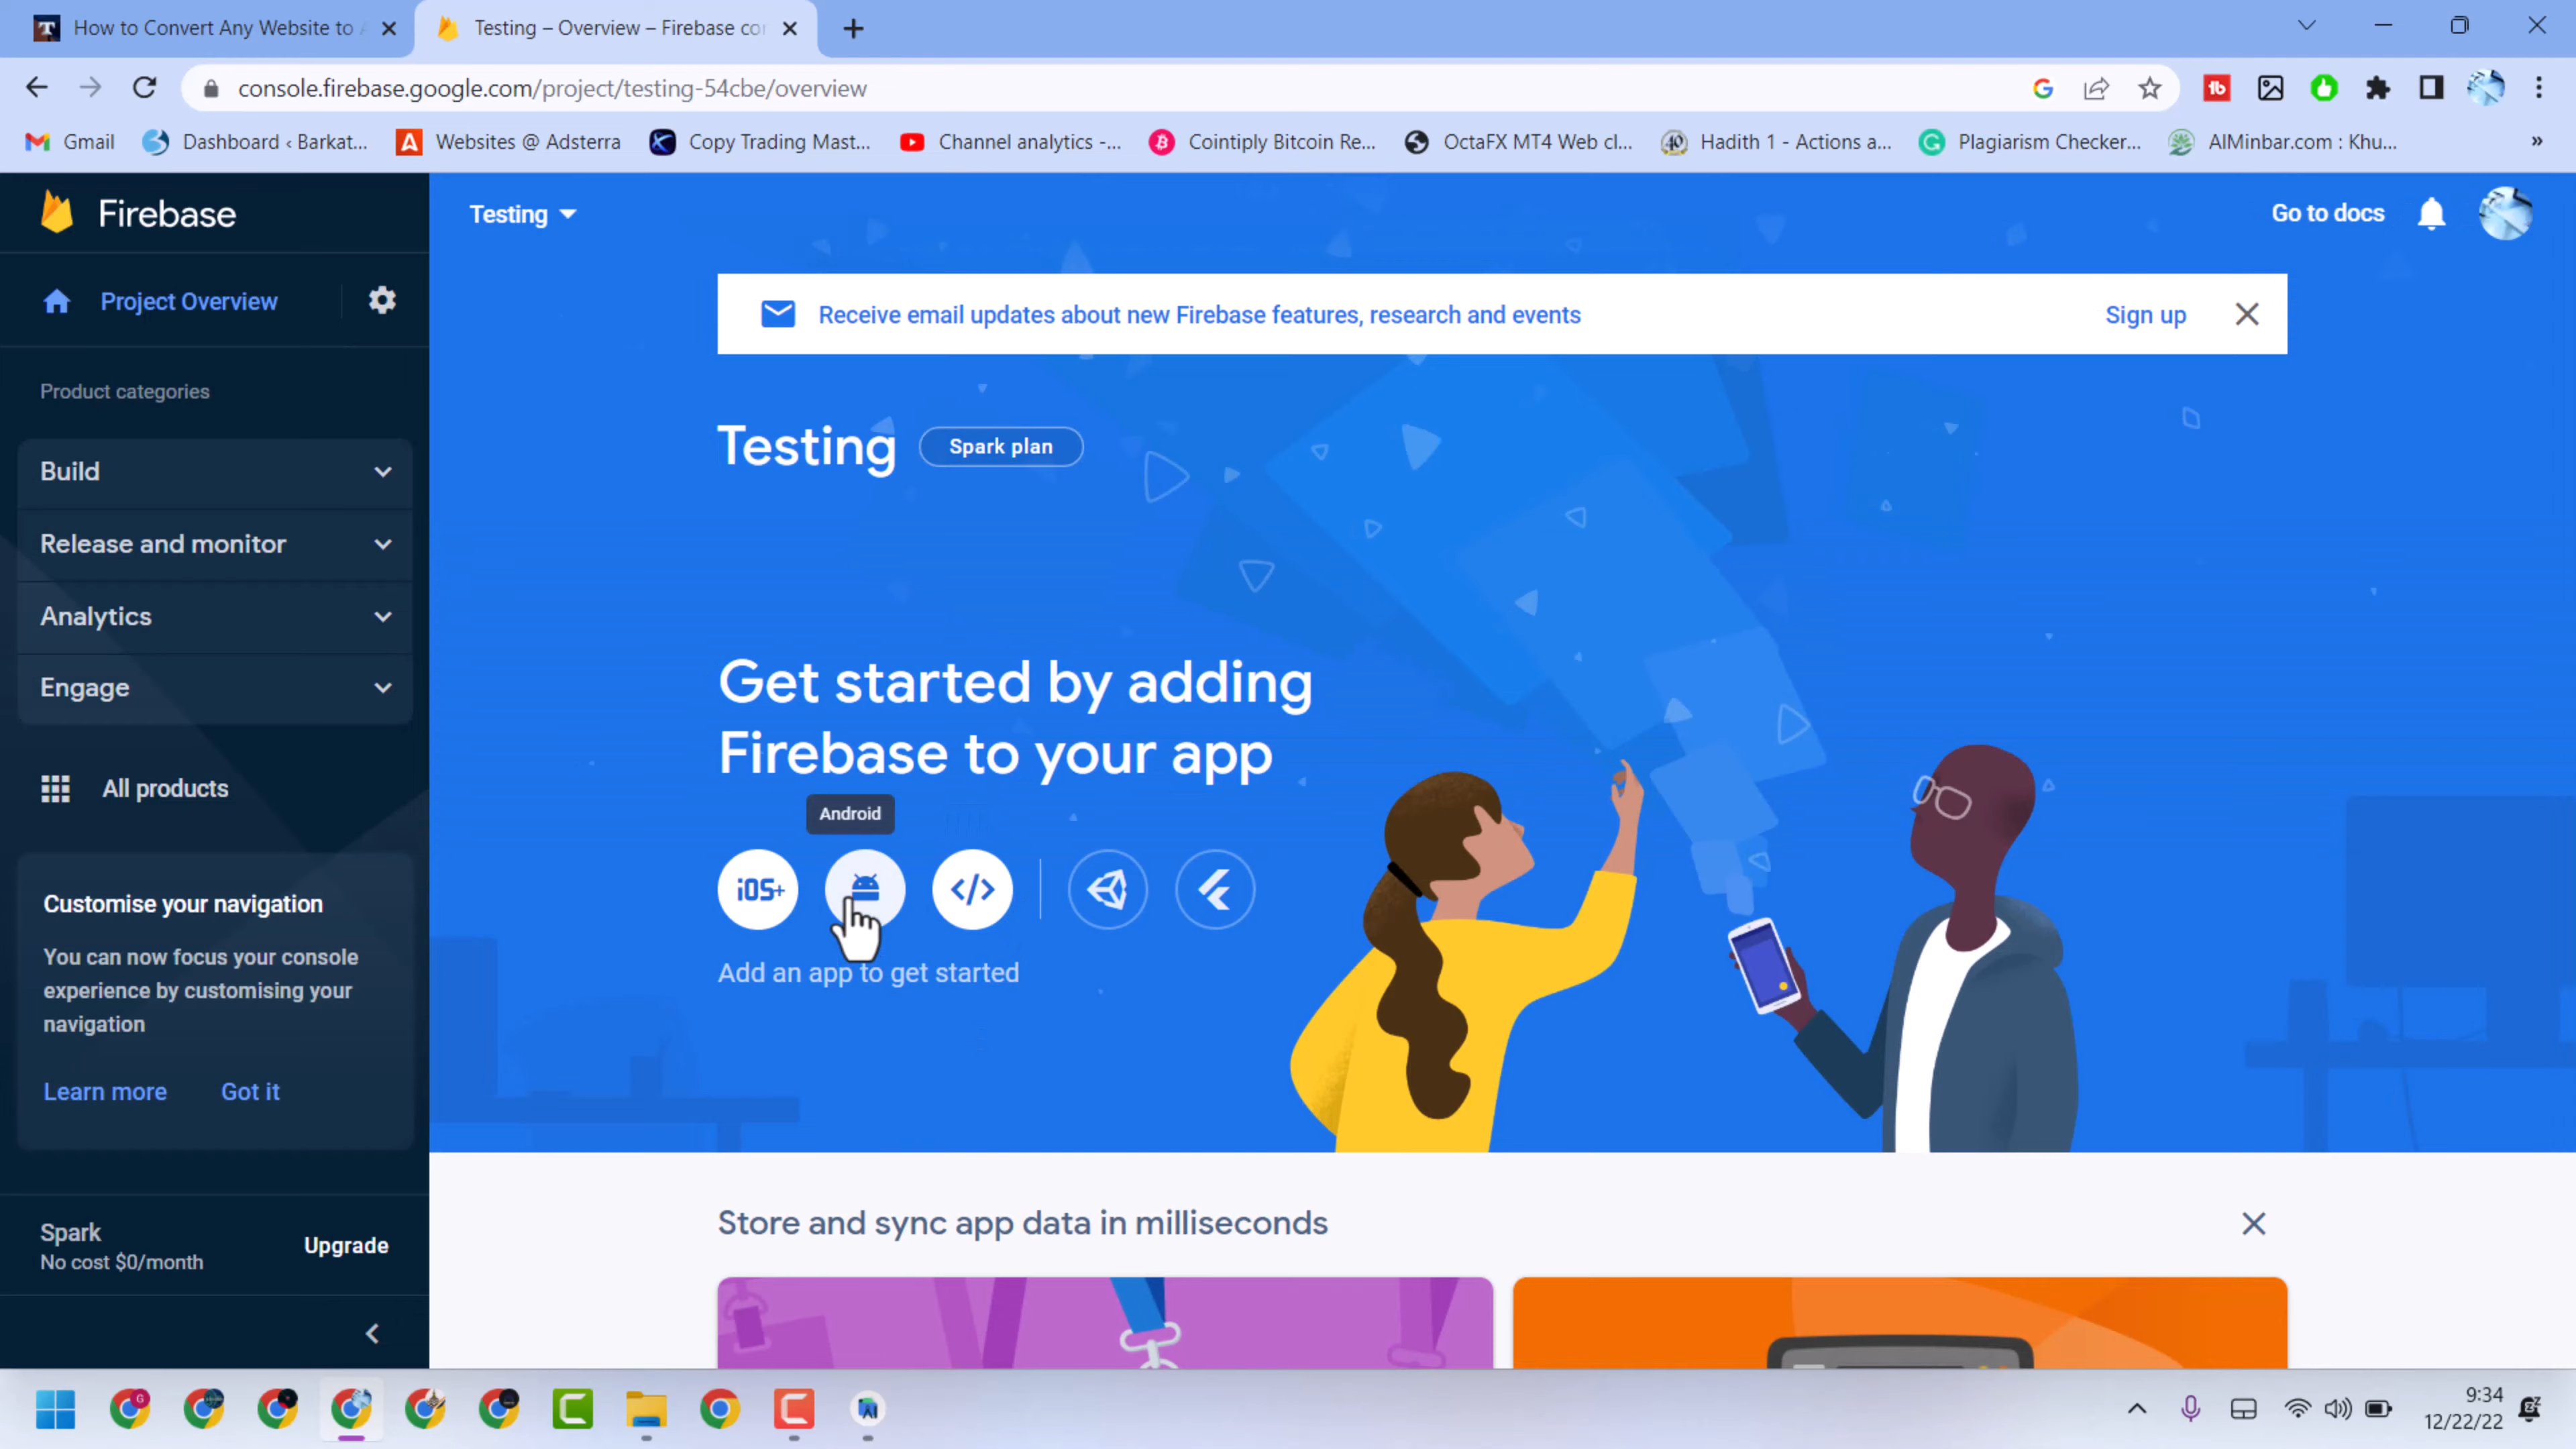 How to Convert Any Website to A
Testing – Overview – Firebase con
console.firebase.google.com/project/testing-54cbe/overview
Gmail
Dashboard ‹ Barkat...
Websites @ Adsterra
Copy Trading Mast...
Channel analytics -...
Cointiply Bitcoin Re...
OctaFX MT4 Web cl...
Hadith 1 - Actions a...
Plagiarism Checker...
AlMinbar.com : Khu...
»
Firebase
Testing
Go to docs
Project Overview
Receive email updates about new Firebase features, research and events
Sign up
Product categories
Build
Release and monitor
Analytics
Engage
All products
Testing
Spark plan
Get started by adding
Firebase to your app
Android
iOS+
</>
Add an app to get started
Customise your navigation
You can now focus your console
experience by customising your
navigation
Learn more
Got it
Spark
No cost $0/month
Upgrade
Store and sync app data in milliseconds
9:34
12/22/22